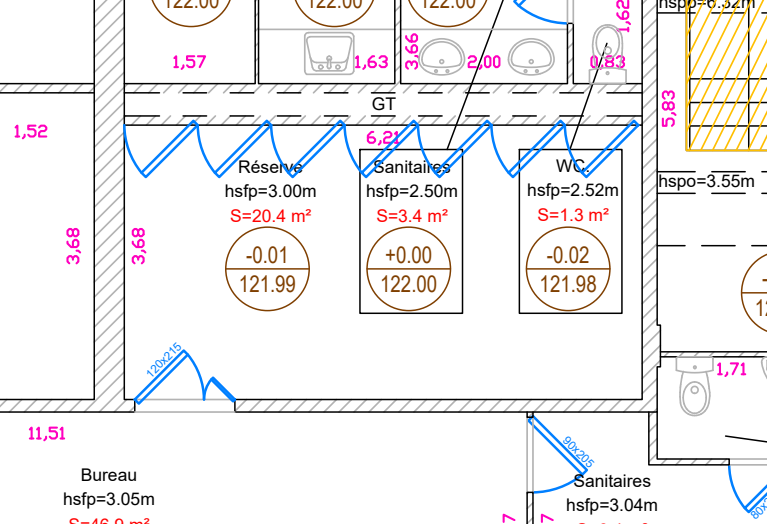 122.00
122.00
122.00
hspo=6.32m
1,62
1,57
1,63
3,66
2,00
0,83
GT
5,83
1,52
6,21
Réserve
hsfp=3.00m
S=20.4 m²
Sanitaires
hsfp=2.50m
S=3.4 m²
WC
hsfp=2.52m
S=1.3 m²
hspo=3.55m
3,68
3,68
-0.01
121.99
+0.00
122.00
-0.02
121.98
120x215
1,71
11,51
90x205
Bureau
hsfp=3.05m
S=46.9 m²
Sanitaires
hsfp=3.04m